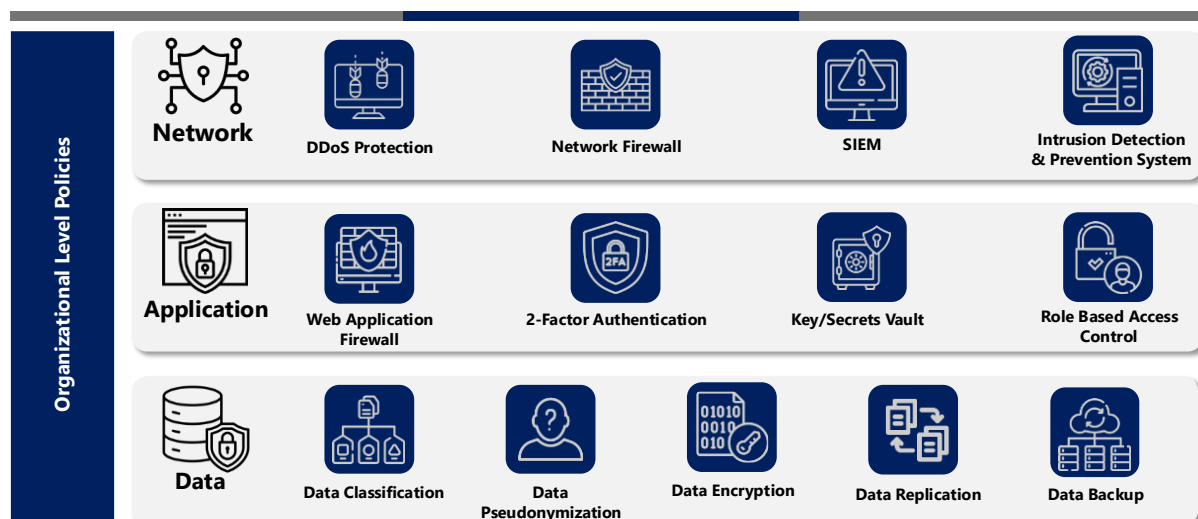 Organizational Level Policies
Network
DDoS Protection
Network Firewall
SIEM
Intrusion Detection
& Prevention System
Application
Web Application
Firewall
2FA
2-Factor Authentication
Key/Secrets Vault
Role Based Access
Control
Data
Data Classification
?
Data
Pseudonymization
01010
0010
010
Data Encryption
Data Replication
Data Backup